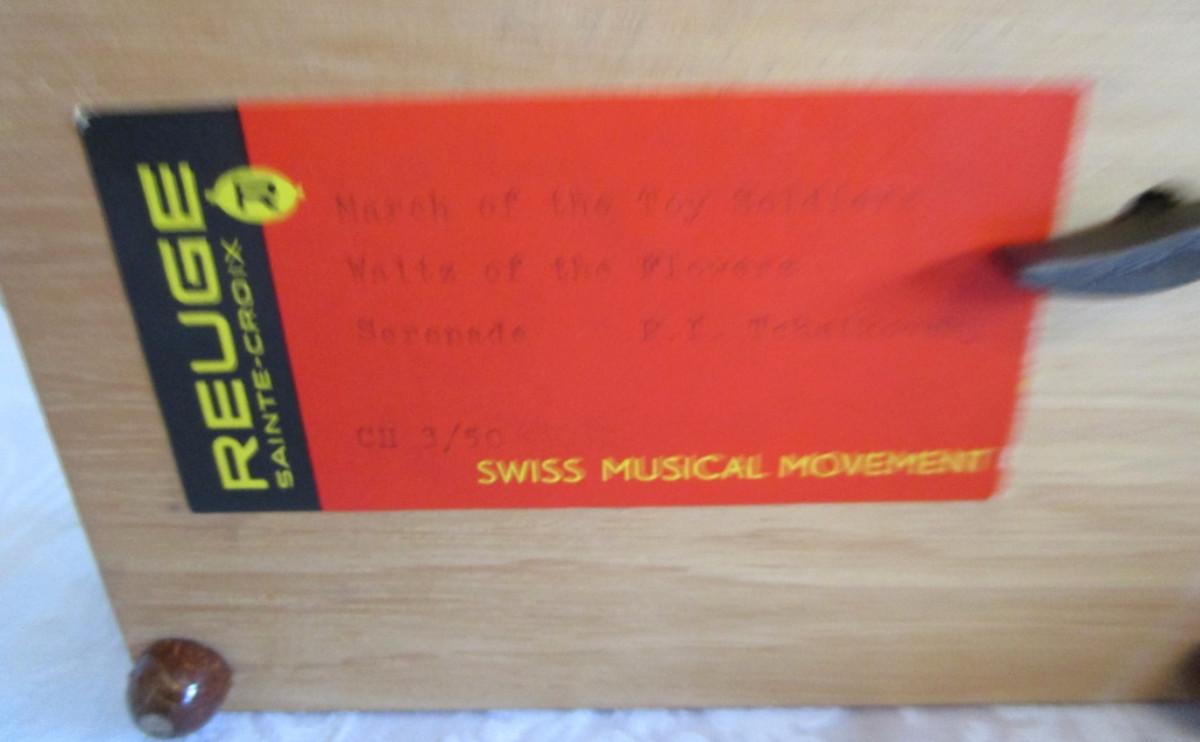 REUGE
SAINTE-CROIX
March of the Toy Soldiers
Waltz of the Flowers
Serenade P.I. Tchaikovsky
CH 3/50
SWISS MUSICAL MOVEMENT